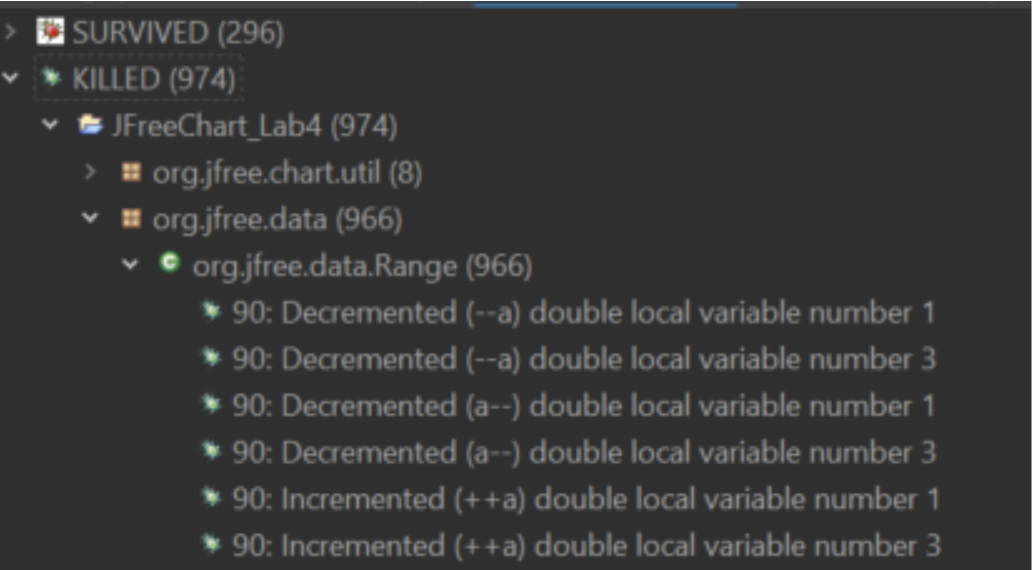 SURVIVED (296)
KILLED (974)
JFreeChart_Lab4 (974)
org.jfree.chart.util (8)
org.jfree.data (966)
org.jfree.data.Range (966)
90: Decremented (--a) double local variable number 1
90: Decremented (--a) double local variable number 3
90: Decremented (a--) double local variable number 1
90: Decremented (a--) double local variable number 3
90: Incremented (++a) double local variable number 1
90: Incremented (++a) double local variable number 3